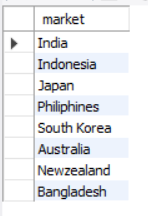 market
India
Indonesia
Japan
Philiphines
South Korea
Australia
Newzealand
Bangladesh